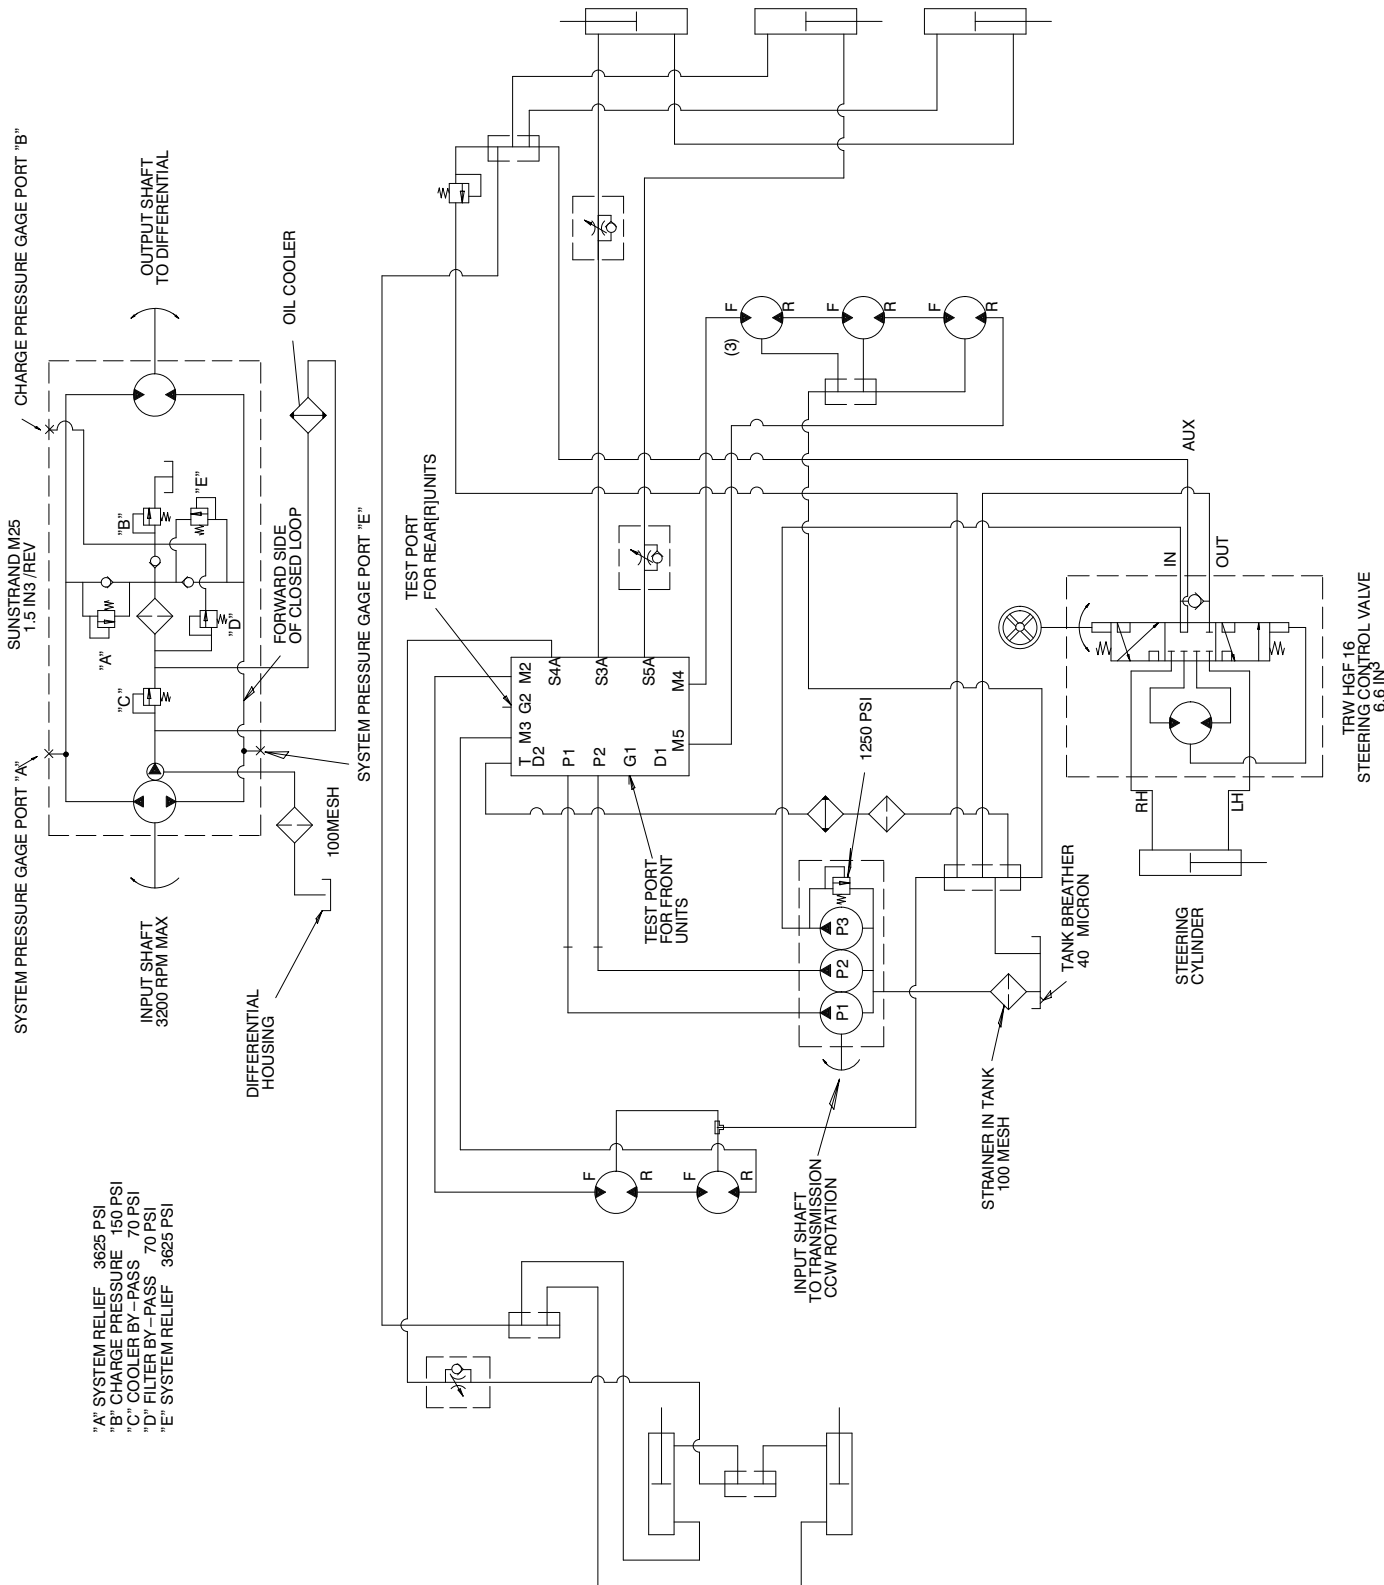 SUNSTRAND M25
1.5 IN3 /REV
SYSTEM PRESSURE GAGE PORT "A"
CHARGE PRESSURE GAGE PORT "B"
INPUT SHAFT
3200 RPM MAX
OUTPUT SHAFT
TO DIFFERENTIAL
"C"
"A"
"B"
"D"
"E"
FORWARD SIDE
OF CLOSED LOOP
OIL COOLER
100MESH
DIFFERENTIAL
HOUSING
SYSTEM PRESSURE GAGE PORT "E"
"A" SYSTEM RELIEF 3625 PSI
"B" CHARGE PRESSURE 150 PSI
"C" COOLER BY-PASS 70 PSI
"D" FILTER BY-PASS 70 PSI
"E" SYSTEM RELIEF 3625 PSI
TEST PORT
FOR REAR[R]UNITS
T
M3
G2
M2
D2
S4A
P1
P2
S3A
G1
S5A
D1
M5
M4
TEST PORT
FOR FRONT
UNITS
F
R
F
R
(3)
F
R
F
R
F
R
1250 PSI
P1
P2
P3
INPUT SHAFT
TO TRANSMISSION
CCW ROTATION
STRAINER IN TANK
100 MESH
TANK BREATHER
40 MICRON
AUX
IN
OUT
RH
LH
STEERING
CYLINDER
TRW HGF 16
STEERING CONTROL VALVE
6.6 IN3